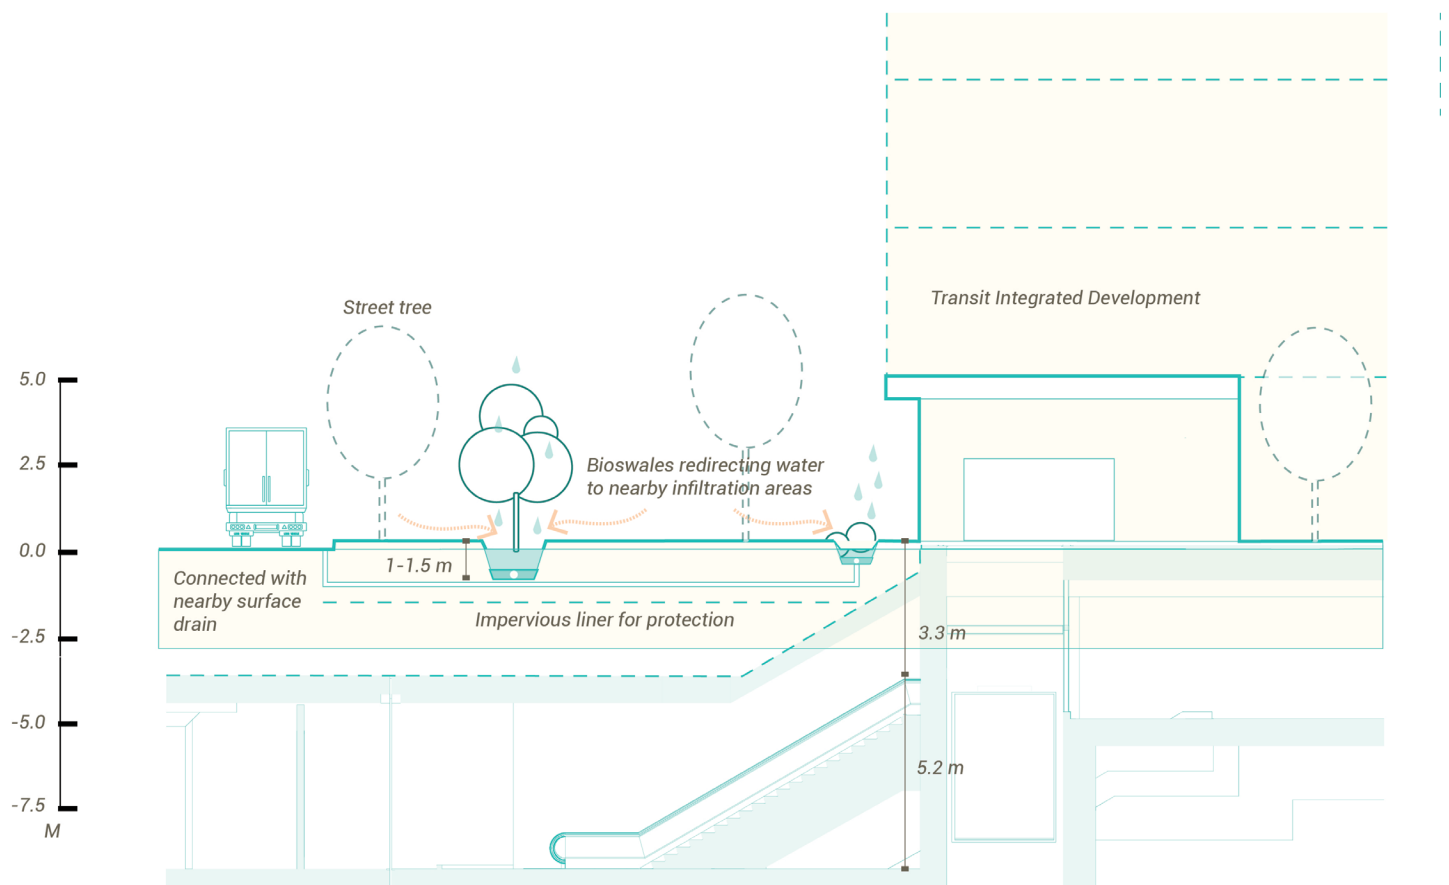 Transit Integrated Development
Street tree
5.0
2.5
0.0
-2.5
-5.0
-7.5
M
Bioswales redirecting water
to nearby infiltration areas
1-1.5 m
Connected with
nearby surface
drain
Impervious liner for protection
3.3 m
5.2 m